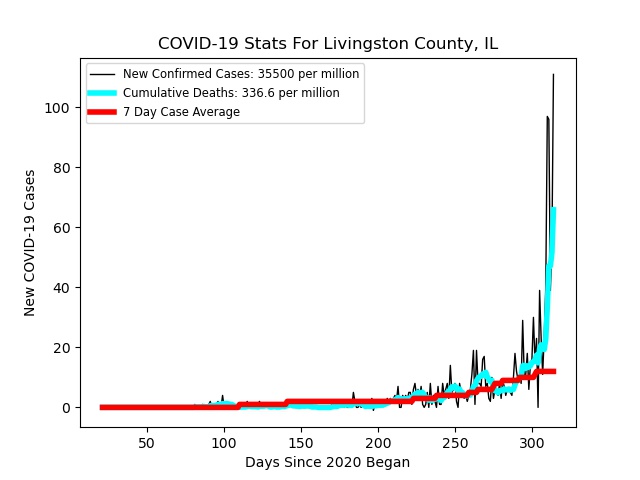 COVID-19 Stats For Livingston County, IL
New Confirmed Cases: 35500 per million
Cumulative Deaths: 336.6 per million
7 Day Case Average
New COVID-19 Cases
100
80
60
40
20
0
50 100 150 200 250 300
Days Since 2020 Began